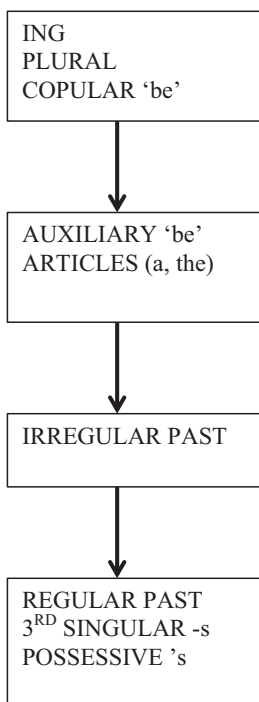 ING
PLURAL
COPULAR ‘be’
AUXILIARY ‘be’
ARTICLES (a, the)
IRREGULAR PAST
REGULAR PAST
3RD SINGULAR -s
POSSESSIVE ’s